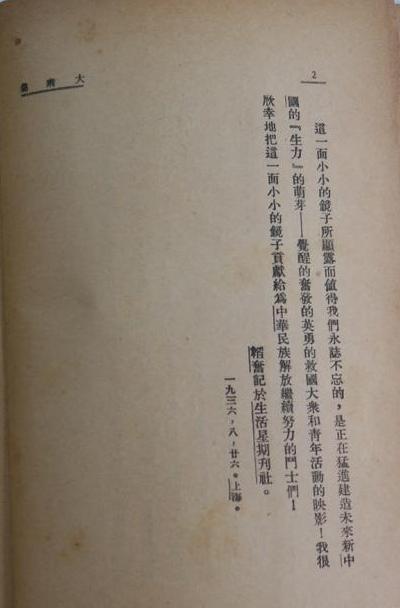 2
這一面小小的鏡子所顯露而值得我們永誌不忘的,是正在猛進建造未來新中
國的『生力』的萌芽——覺醒的奮發的英勇的救國大衆和青年活動的映影!我很
欣幸地把這一面小小的鏡子貢獻給爲中華民族解放繼續努力的鬥士們!
韜奮記於生活星期刊社。
一九三六,八,廿六。上海。
大衆集